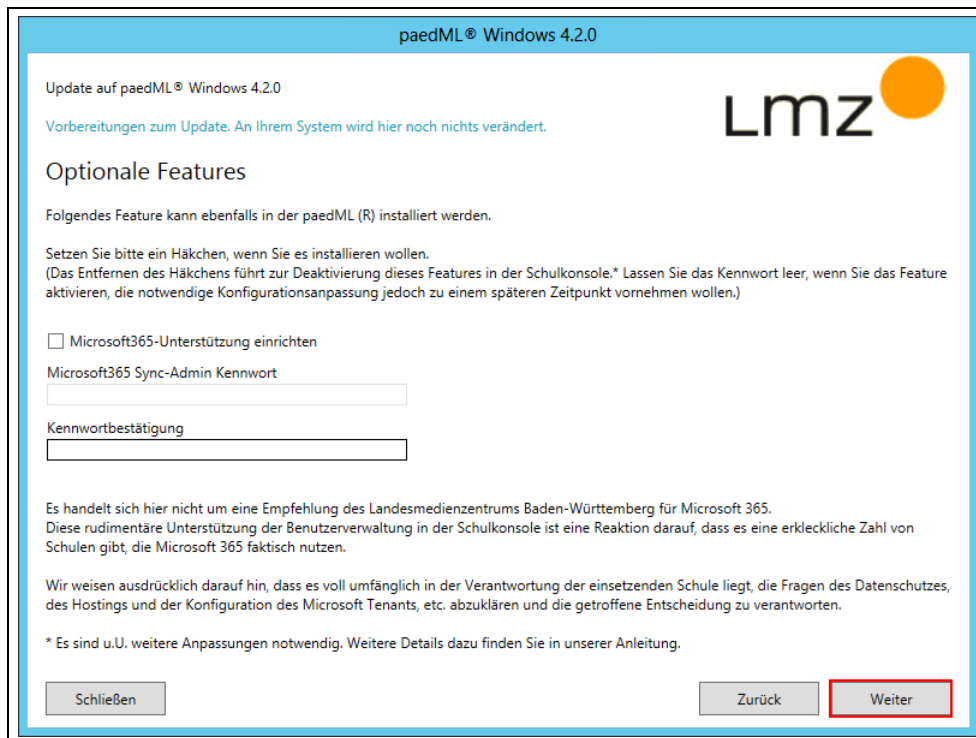 paedML® Windows 4.2.0
Update auf paedML® Windows 4.2.0
Vorbereitungen zum Update. An Ihrem System wird hier noch nichts verändert.
Lmz
Optionale Features
Folgendes Feature kann ebenfalls in der paedML (R) installiert werden.
Setzen Sie bitte ein Häkchen, wenn Sie es installieren wollen.
(Das Entfernen des Häkchens führt zur Deaktivierung dieses Features in der Schulkonsole.* Lassen Sie das Kennwort leer, wenn Sie das Feature
aktivieren, die notwendige Konfigurationsanpassung jedoch zu einem späteren Zeitpunkt vornehmen wollen.)
Microsoft365-Unterstützung einrichten
Microsoft365 Sync-Admin Kennwort
Kennwortbestätigung
Es handelt sich hier nicht um eine Empfehlung des Landesmedienzentrums Baden-Württemberg für Microsoft 365.
Diese rudimentäre Unterstützung der Benutzerverwaltung in der Schulkonsole ist eine Reaktion darauf, dass es eine erkleckliche Zahl von
Schulen gibt, die Microsoft 365 faktisch nutzen.
Wir weisen ausdrücklich darauf hin, dass es voll umfänglich in der Verantwortung der einsetzenden Schule liegt, die Fragen des Datenschutzes,
des Hostings und der Konfiguration des Microsoft Tenants, etc. abzuklären und die getroffene Entscheidung zu verantworten.
* Es sind u.U. weitere Anpassungen notwendig. Weitere Details dazu finden Sie in unserer Anleitung.
Schließen
Zurück
Weiter